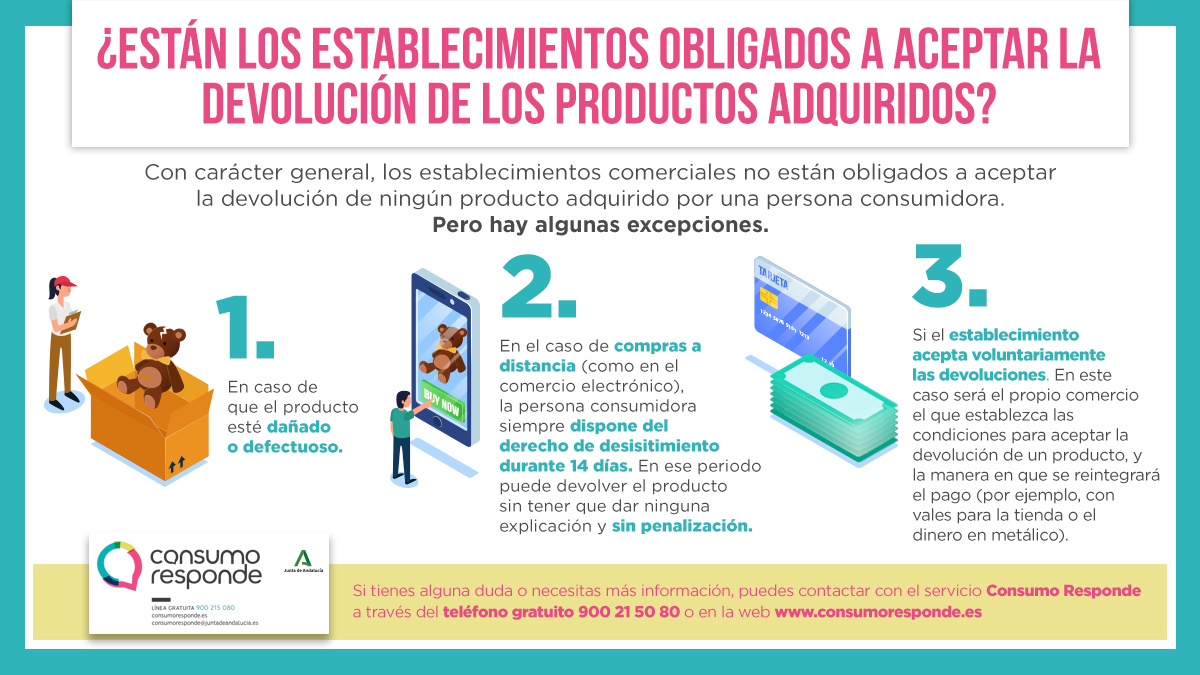 ¿ESTÁN LOS ESTABLECIMIENTOS OBLIGADOS A ACEPTAR LA
DEVOLUCIÓN DE LOS PRODUCTOS ADQUIRIDOS?
Con carácter general, los establecimientos comerciales no están obligados a aceptar
la devolución de ningún producto adquirido por una persona consumidora.
Pero hay algunas excepciones.
1.
En caso de
que el producto
esté dañado
o defectuoso.
BUY NOW
2.
En el caso de compras a
distancia (como en el
comercio electrónico),
la persona consumidora
siempre dispone del
derecho de desisitimiento
durante 14 días. En ese periodo
puede devolver el producto
sin tener que dar ninguna
explicación y sin penalización.
TARJETA
3.
Si el establecimiento
acepta voluntariamente
las devoluciones. En este
caso será el propio comercio
el que establezca las
condiciones para aceptar la
devolución de un producto, y
la manera en que se reintegrará
el pago (por ejemplo, con
vales para la tienda o el
dinero en metálico).
consumo
responde
Junta de Andalucía
LÍNEA GRATUITA 900 215 080
consumoresponde.es
consumoresponde@juntadeandalucia.es
Si tienes alguna duda o necesitas más información, puedes contactar con el servicio Consumo Responde
a través del teléfono gratuito 900 21 50 80 o en la web www.consumoresponde.es